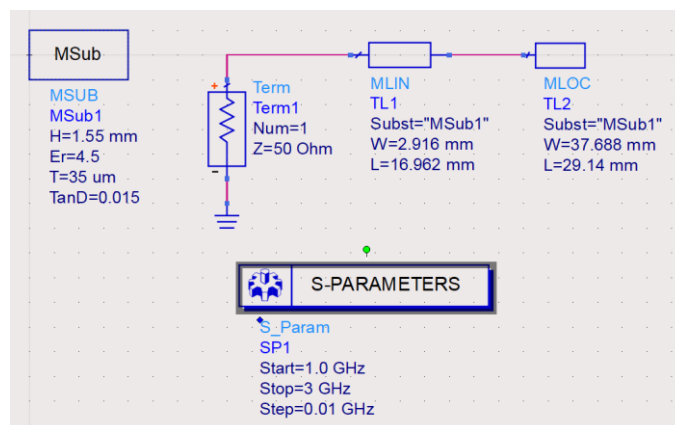 MSub
MSUB
MSub1
H=1.55 mm
Er=4.5
T=35 um
TanD=0.015
+
Term
Term1
Num=1
Z=50 Ohm
-
MLIN
TL1
Subst="MSub1"
W=2.916 mm
L=16.962 mm
MLOC
TL2
Subst="MSub1"
W=37.688 mm
L=29.14 mm
S-PARAMETERS
S_Param
SP1
Start=1.0 GHz
Stop=3 GHz
Step=0.01 GHz